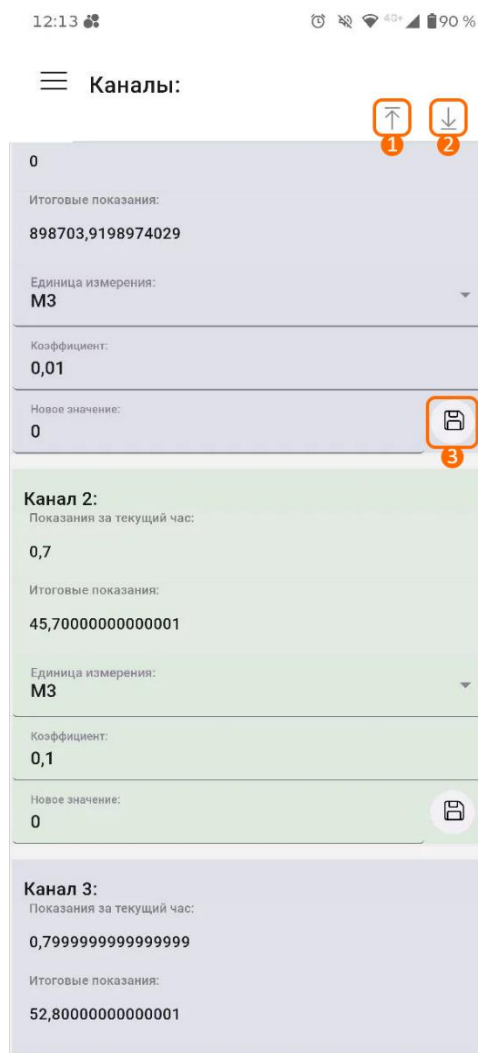 12:13 4G+ 90 %
Каналы:
1 2
0
Итоговые показания:
898703,9198974029
Единица измерения:
М3
Коэффициент:
0,01
Новое значение:
0
3
Канал 2:
Показания за текущий час:
0,7
Итоговые показания:
45,70000000000001
Единица измерения:
М3
Коэффициент:
0,1
Новое значение:
0
Канал 3:
Показания за текущий час:
0,7999999999999999
Итоговые показания:
52,80000000000001